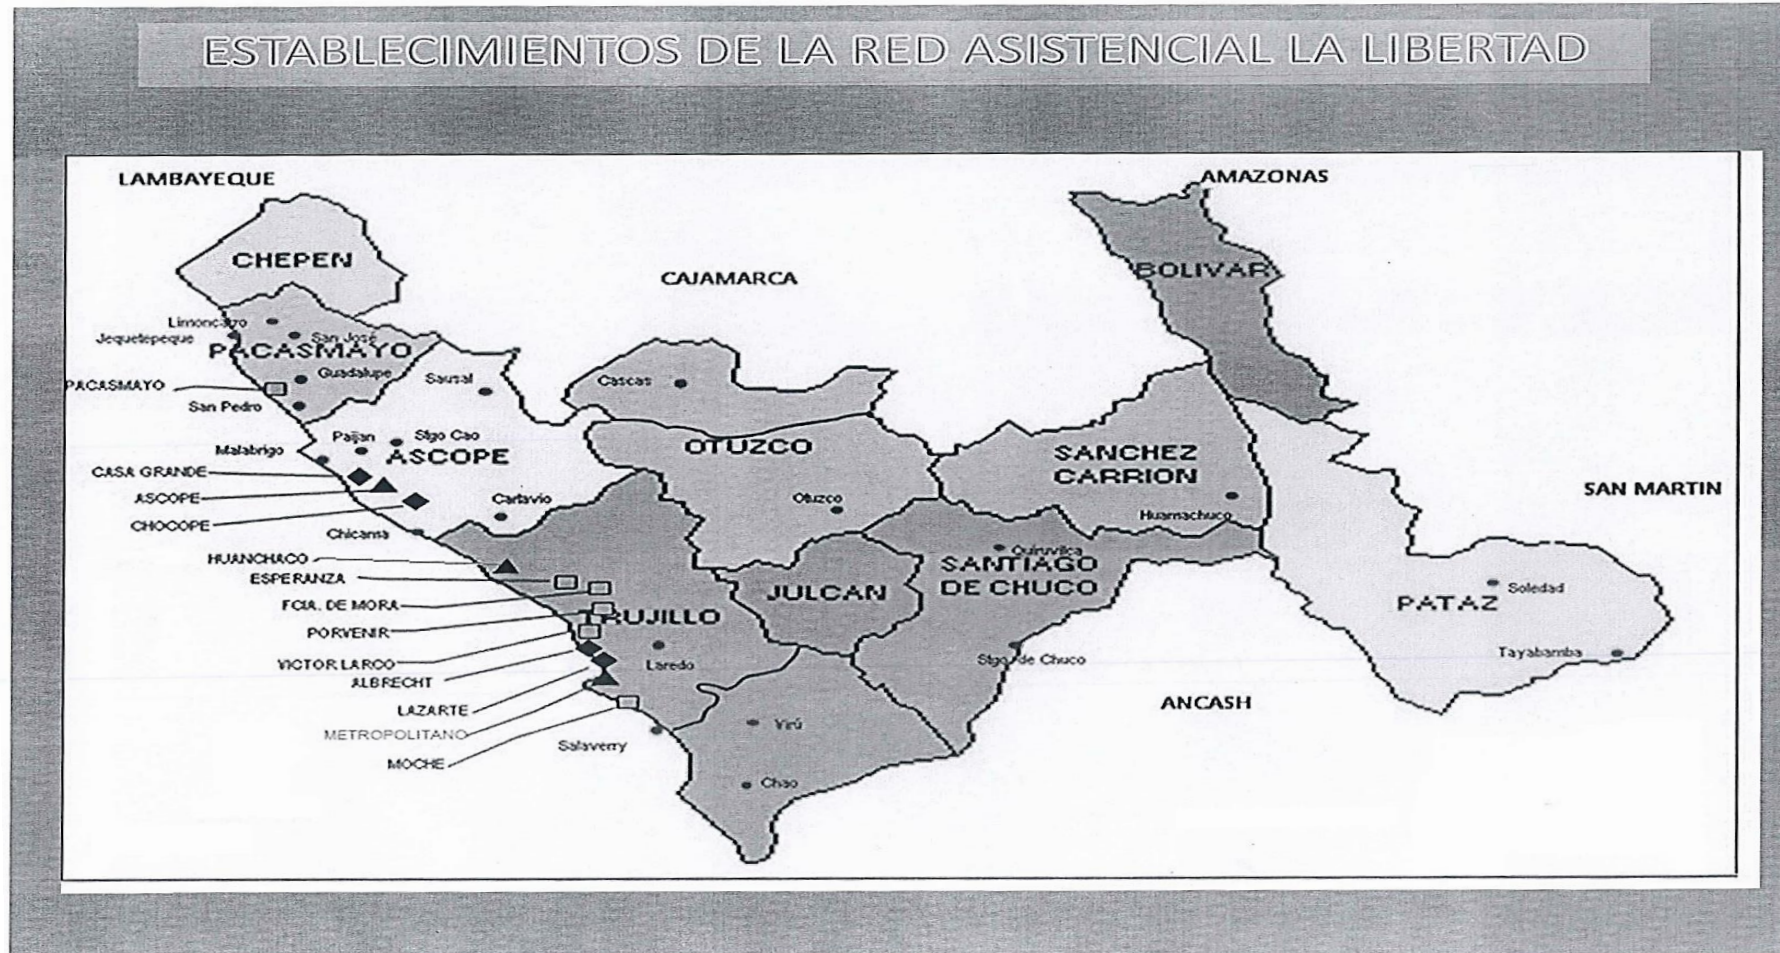 ESTABLECIMIENTOS DE LA RED ASISTENCIAL LA LIBERTAD
LAMBAYEQUE
AMAZONAS
CHEPEN
CAJAMARCA
BOLIVAR
Limoncarro
Jequetepeque
San José
PACASMAYO
Guadalupe
PACASMAYO
Sausal
Cascas
San Pedro
Paijan
Stgo Cao
Malabrigo
ASCOPE
OTUZCO
SANCHEZ
CARRION
CASA GRANDE
ASCOPE
CHOCOPE
Cartavio
Otuzco
Huamachuco
SAN MARTIN
Chicama
HUANCHACO
ESPERANZA
FCIA. DE MORA
PORVENIR
TRUJILLO
JULCAN
Quiruvilca
SANTIAGO
DE CHUCO
Soledad
PATAZ
VICTOR LARCO
ALBRECHT
Laredo
Stgo. de Chuco
Tayabamba
LAZARTE
METROPOLITANO
MOCHE
Salaverry
Virú
ANCASH
Chao